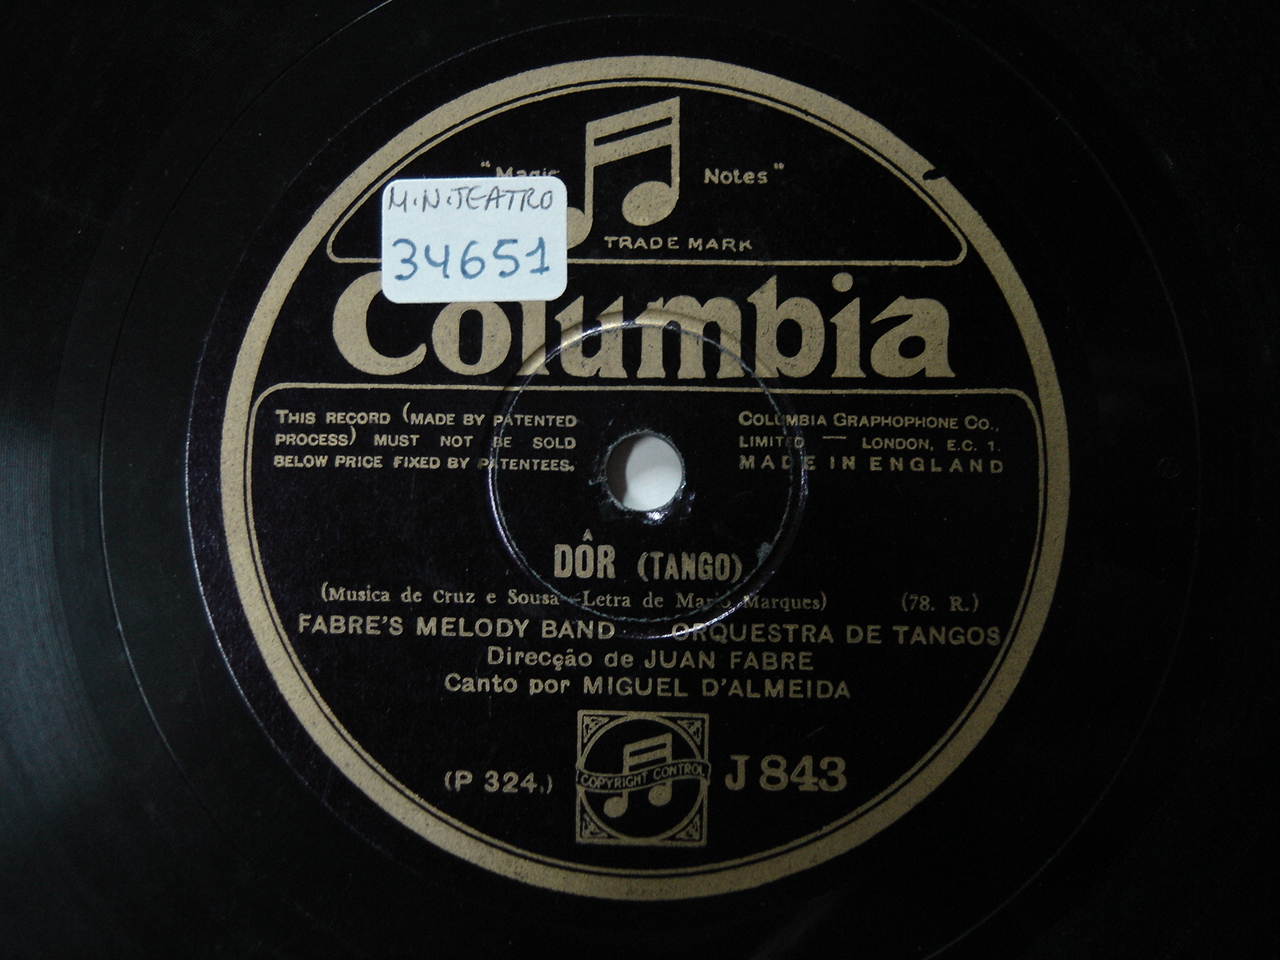 "Magic Notes"
M.N.TEATRO
34651
TRADE MARK
Columbia
THIS RECORD (MADE BY PATENTED
PROCESS) MUST NOT BE SOLD
BELOW PRICE FIXED BY PATENTEES.
COLUMBIA GRAPHOPHONE CO.,
LIMITED — LONDON, E.C. 1.
MADE IN ENGLAND
DÔR (TANGO)
(Musica de Cruz e Sousa—Letra de Mario Marques) (78. R.)
FABRE'S MELODY BAND ORQUESTRA DE TANGOS
Direcção de JUAN FABRE
Canto por MIGUEL D'ALMEIDA
(P 324.) COPYRIGHT CONTROL J 843